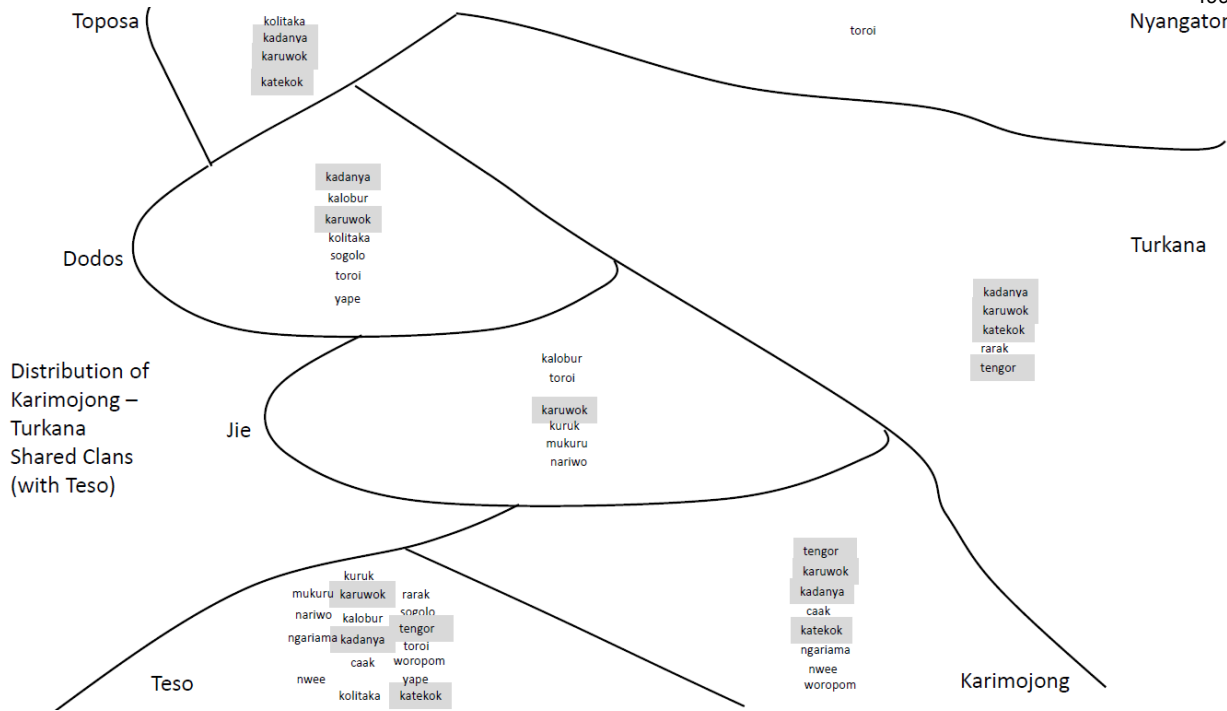 Toposa
kolitaka
kadanya
karuwok
katekok
toroi
Nyangatom
kadanya
kalobur
karuwok
kolitaka
sogolo
toroi
yape
Dodos
Turkana
kadanya
karuwok
katekok
rarak
tengor
Distribution of
Karimojong –
Turkana
Shared Clans
(with Teso)
Jie
kalobur
toroi
karuwok
kuruk
mukuru
nariwo
kuruk
mukuru karuwok rarak
nariwo kalobur sogolo
ngariama kadanya tengor
toroi
caak woropom
nwee yape
kolitaka katekok
Teso
tengor
karuwok
kadanya
caak
katekok
ngariama
nwee
woropom
Karimojong